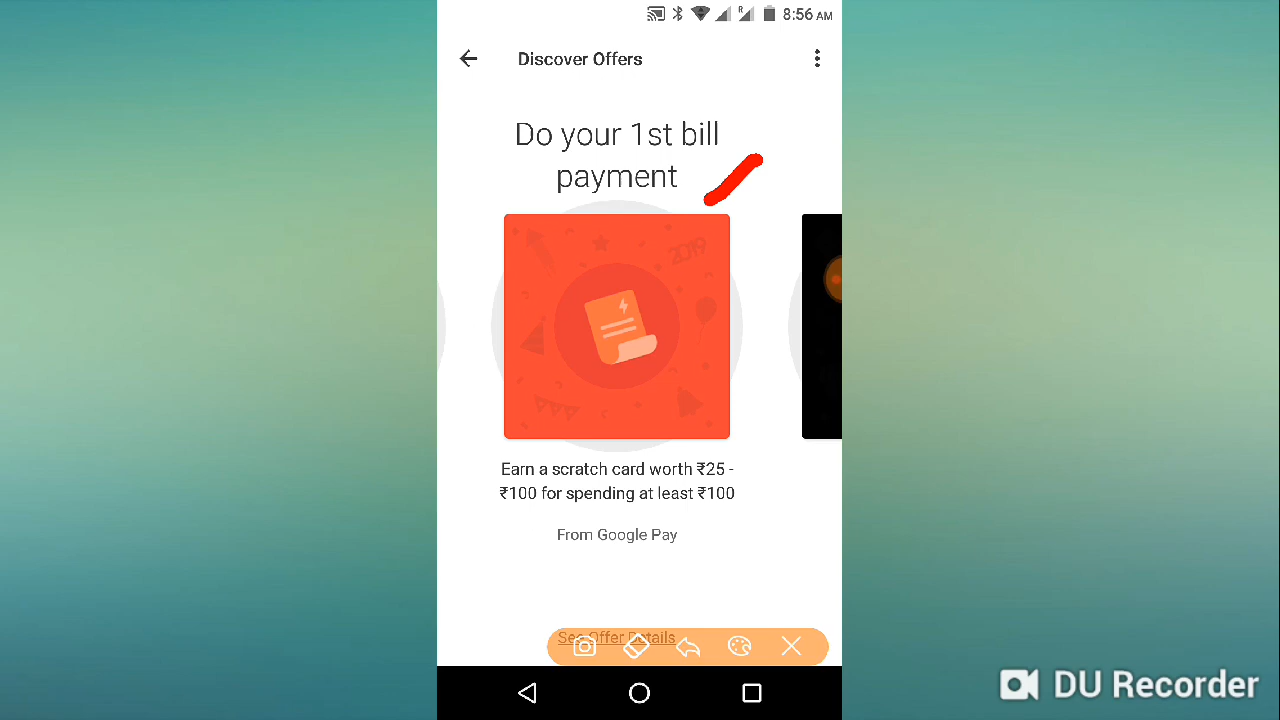 R
8:56 AM
Discover Offers
Do your 1st bill
payment
2019
Earn a scratch card worth ₹25 -
₹100 for spending at least ₹100
From Google Pay
See Offer Details
DU Recorder